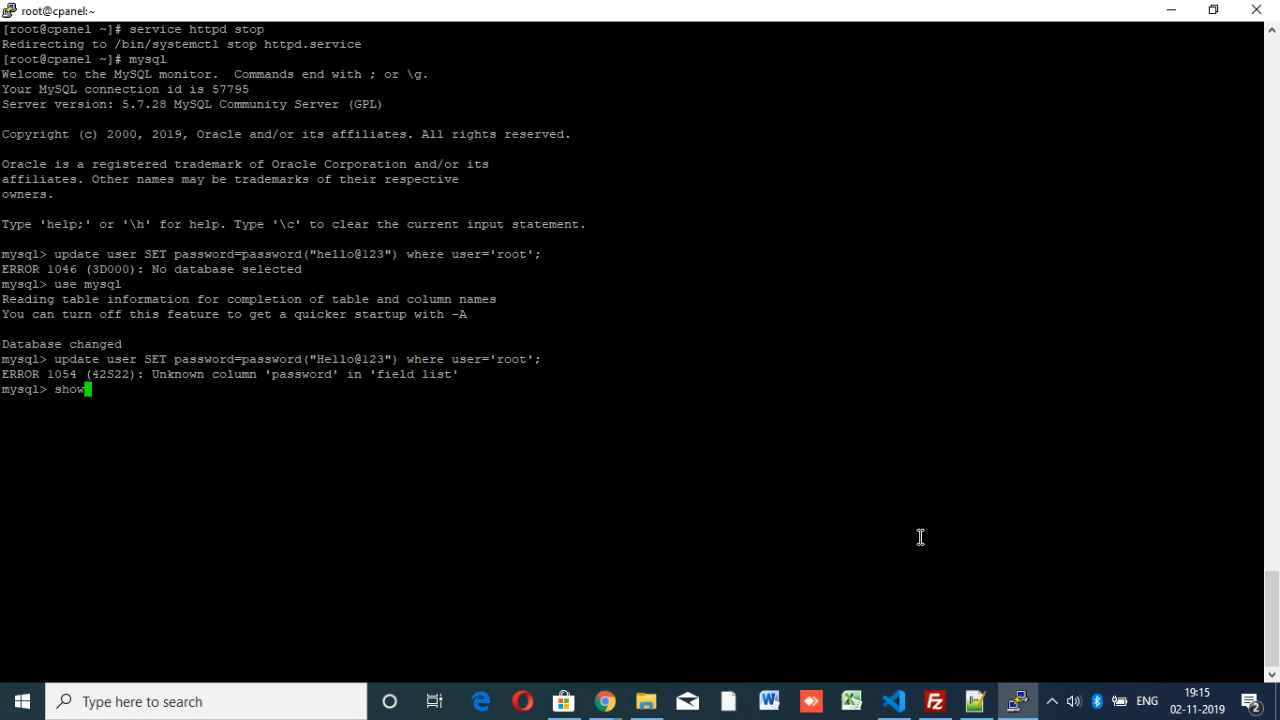 root@cpanel:~
[root@cpanel ~]# service httpd stop
Redirecting to /bin/systemctl stop httpd.service
[root@cpanel ~]# mysql
Welcome to the MySQL monitor.  Commands end with ; or \g.
Your MySQL connection id is 57795
Server version: 5.7.28 MySQL Community Server (GPL)
Copyright (c) 2000, 2019, Oracle and/or its affiliates. All rights reserved.
Oracle is a registered trademark of Oracle Corporation and/or its
affiliates. Other names may be trademarks of their respective
owners.
Type 'help;' or '\h' for help. Type '\c' to clear the current input statement.
mysql> update user SET password=password("hello@123") where user='root';
ERROR 1046 (3D000): No database selected
mysql> use mysql
Reading table information for completion of table and column names
You can turn off this feature to get a quicker startup with -A
Database changed
mysql> update user SET password=password("Hello@123") where user='root';
ERROR 1054 (42S22): Unknown column 'password' in 'field list'
mysql> show
Type here to search
ENG
19:15
02-11-2019
2